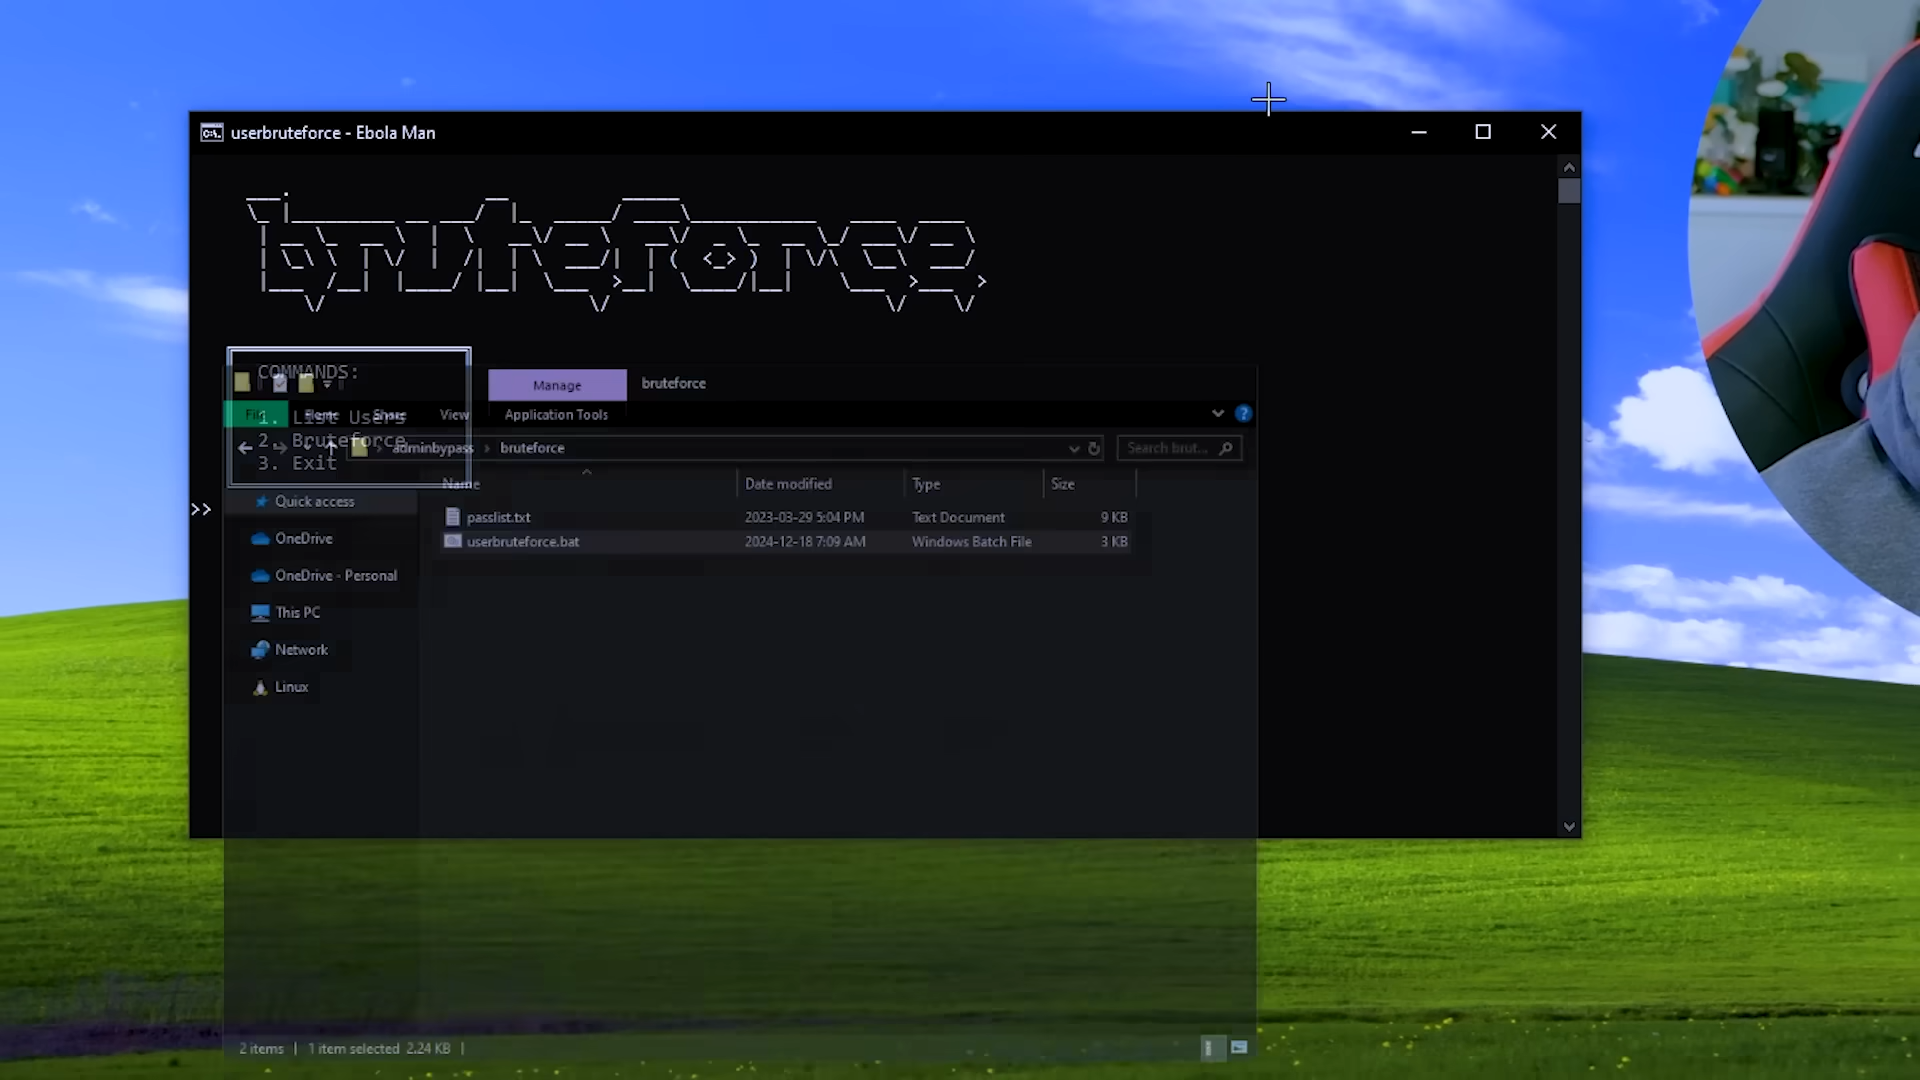 userbruteforce - Ebola Man
bruteforce
COMMANDS:
1. List Users
2. Bruteforce
3. Exit
>>
Manage
bruteforce
File
Home
Share
View
Application Tools
adminbypass > bruteforce
Search brut...
Name
Date modified
Type
Size
passlist.txt
2023-03-29 5:04 PM
Text Document
9 KB
userbruteforce.bat
2024-12-18 7:09 AM
Windows Batch File
3 KB
Quick access
OneDrive
OneDrive - Personal
This PC
Network
Linux
2 items | 1 item selected 2.24 KB |